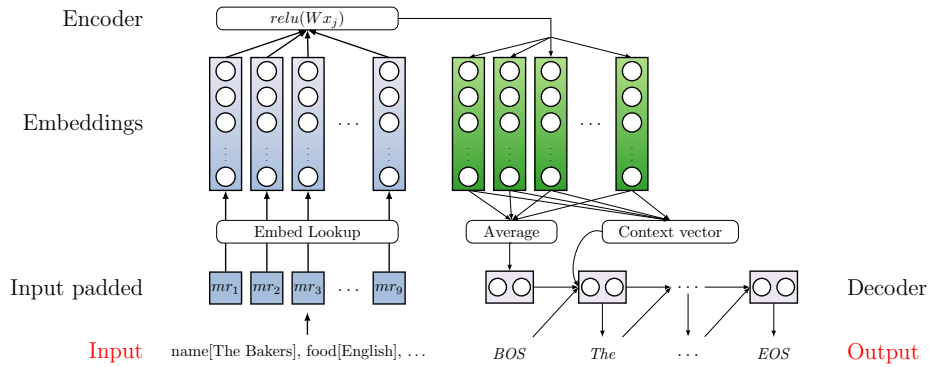 Encoder relu(Wx_j)
Embeddings . . . . . .
Embed Lookup Average Context vector
Input padded mr_1 mr_2 mr_3 . . . mr_9 . . . Decoder
Input name[The Bakers], food[English], . . . BOS The . . . EOS Output